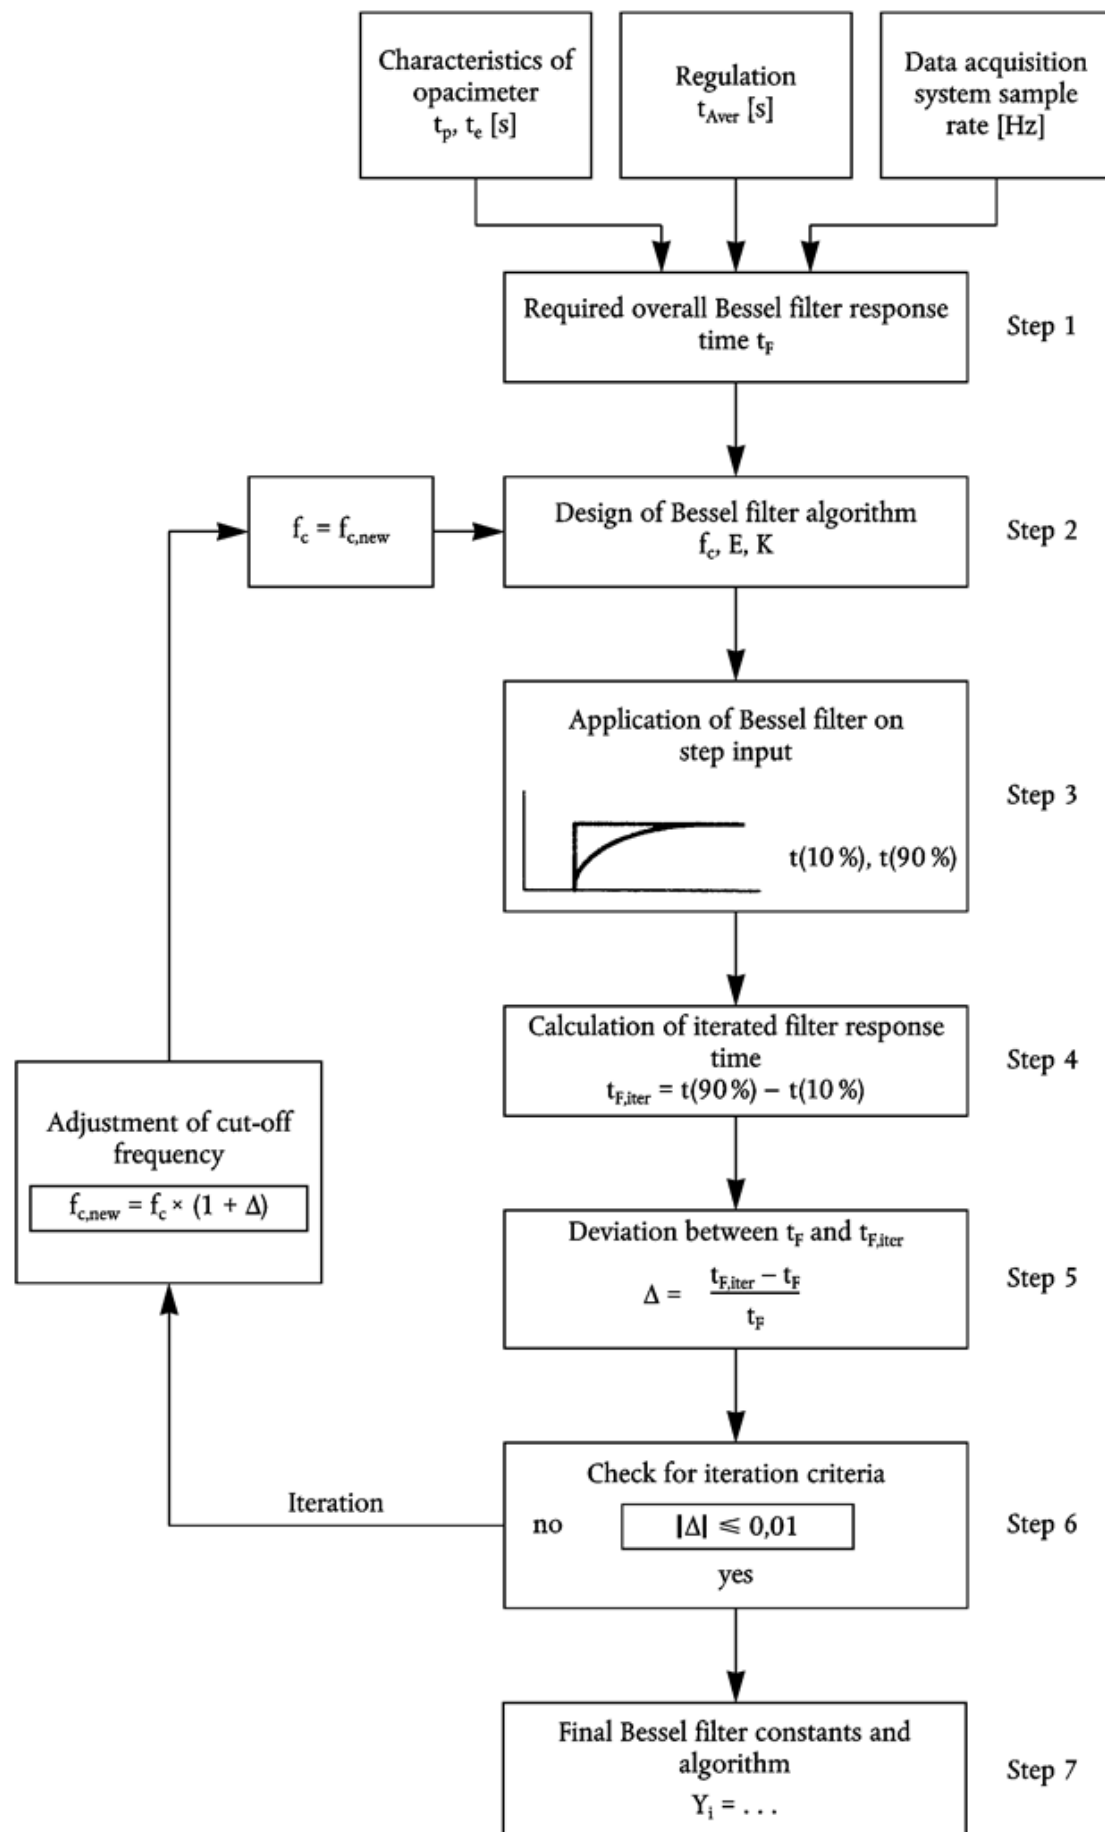 Characteristics of
opacimeter
tp, te [s]
Regulation
tAver [s]
Data acquisition
system sample
rate [Hz]
Required overall Bessel filter response
time tF
Step 1
fc = fc,new
Design of Bessel filter algorithm
fc, E, K
Step 2
Application of Bessel filter on
step input
t(10 %), t(90 %)
Step 3
Calculation of iterated filter response
time
tF,iter = t(90 %) − t(10 %)
Step 4
Adjustment of cut-off
frequency
fc,new = fc × (1 + Δ)
Deviation between tF and tF,iter
Δ = tF,iter − tF
tF
Step 5
Iteration
Check for iteration criteria
no
|Δ| ⩽ 0,01
yes
Step 6
Final Bessel filter constants and
algorithm
Yi = . . .
Step 7